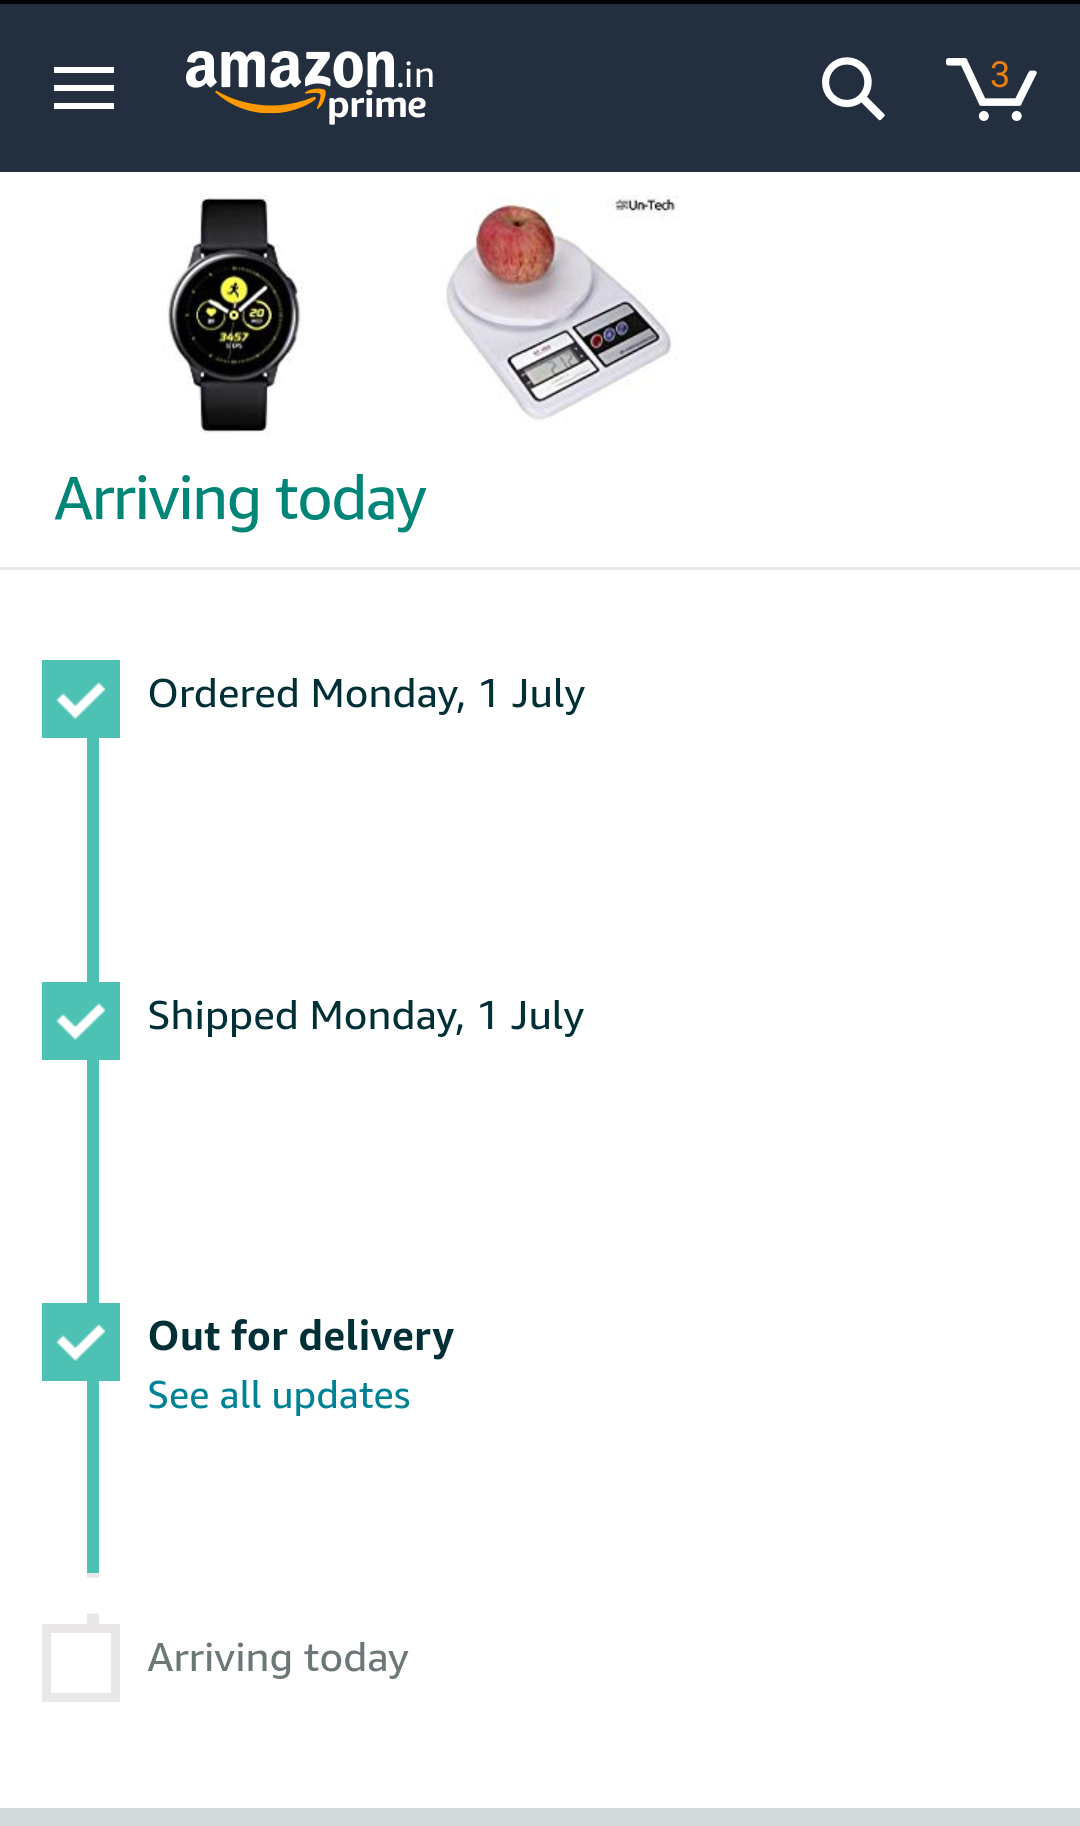 amazon.in
prime
3
Un-Tech
20
3457
Arriving today
Ordered Monday, 1 July
Shipped Monday, 1 July
Out for delivery
See all updates
Arriving today